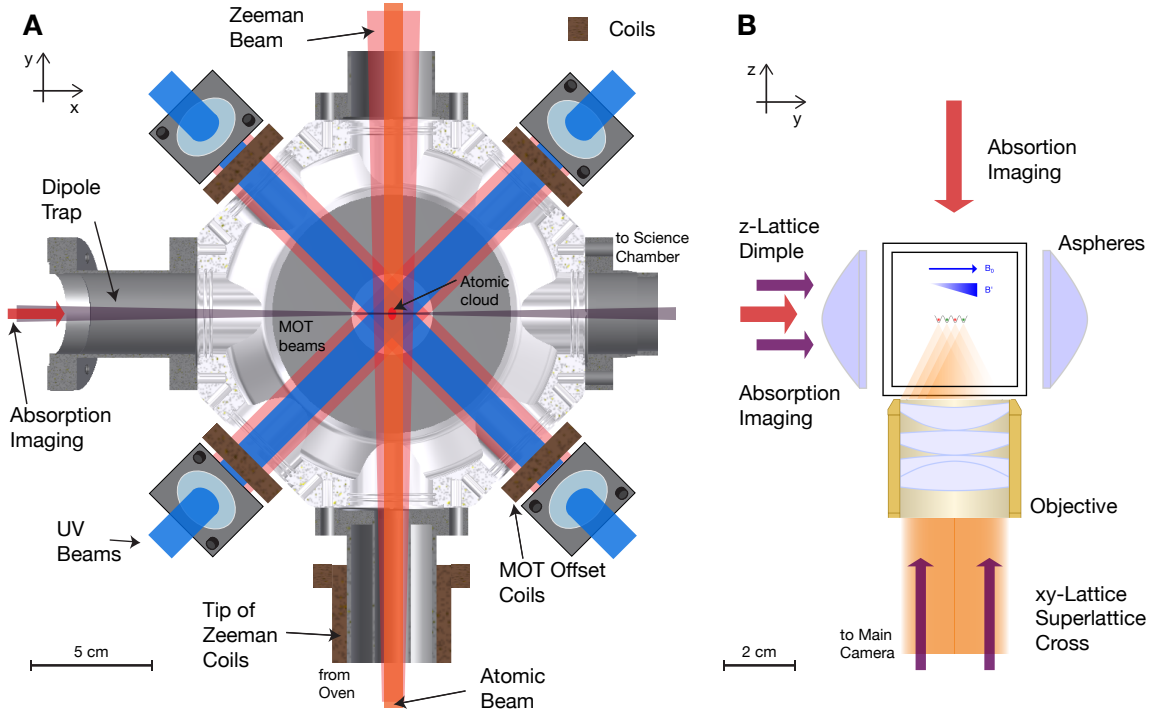 A
Zeeman
Beam
Coils
y
x
Dipole
Trap
to Science
Chamber
Atomic
cloud
MOT
beams
Absorption
Imaging
UV
Beams
MOT Offset
Coils
Tip of
Zeeman
Coils
from
Oven
Atomic
Beam
5 cm
B
z
y
Absortion
Imaging
z-Lattice
Dimple
Aspheres
B₀
B'
Absorption
Imaging
Objective
xy-Lattice
Superlattice
Cross
to Main
Camera
2 cm